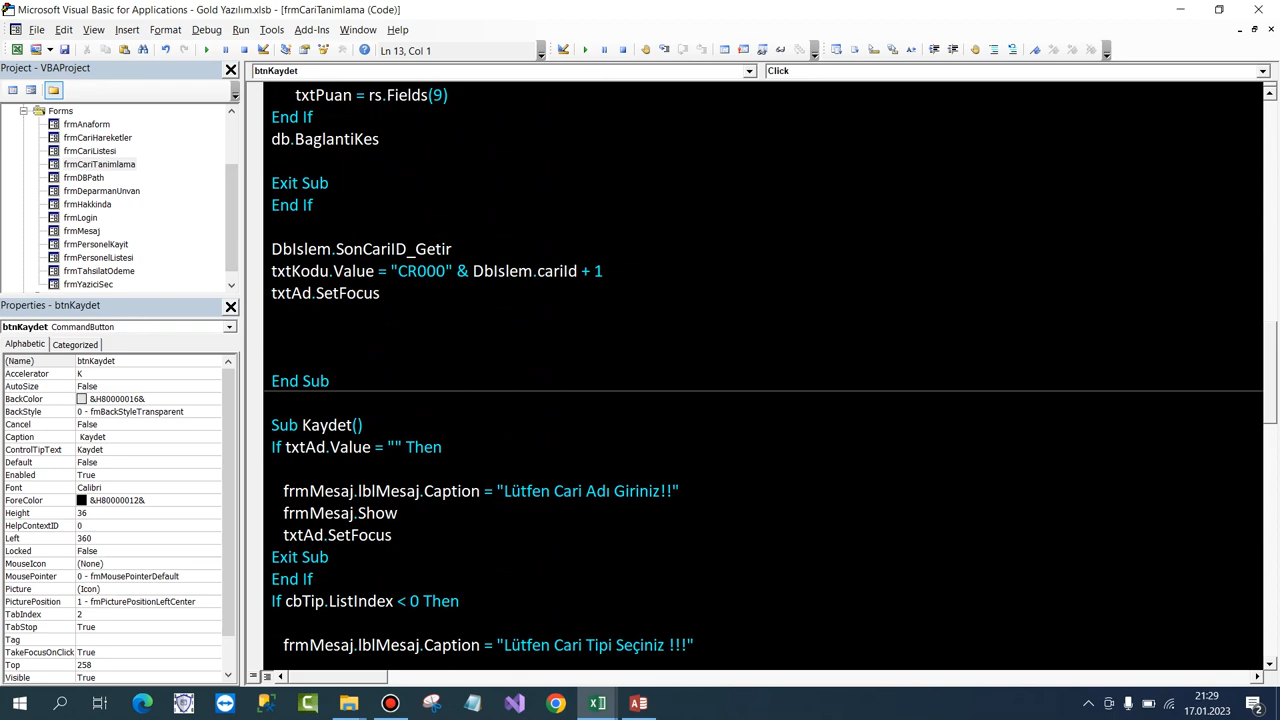 Microsoft Visual Basic for Applications - Gold Yazılım.xlsb - [frmCariTanimlama (Code)]
File Edit View Insert Format Debug Run Tools Add-Ins Window Help
Ln 13, Col 1
Project - VBAProject
Forms
frmAnaform
frmCariHareketler
frmCariListesi
frmCariTanimlama
frmDBPath
frmDeparmanUnvan
frmHakkinda
frmLogin
frmMesaj
frmPersonelKayit
frmPersonelListesi
frmTahsilatOdeme
frmYaziciSec
Properties - btnKaydet
btnKaydet CommandButton
Alphabetic Categorized
(Name) btnKaydet
Accelerator K
AutoSize False
BackColor &H80000016&
BackStyle 0 - fmBackStyleTransparent
Cancel False
Caption Kaydet
ControlTipText Kaydet
Default False
Enabled True
Font Calibri
ForeColor &H80000012&
Height 36
HelpContextID 0
Left 360
Locked False
MouseIcon (None)
MousePointer 0 - fmMousePointerDefault
Picture (Icon)
PicturePosition 1 - fmPicturePositionLeftCenter
TabIndex 2
TabStop True
Tag
TakeFocusOnClick True
Top 258
Visible True
btnKaydet Click
txtPuan = rs.Fields(9)
End If
db.BaglantiKes
Exit Sub
End If
DbIslem.SonCariID_Getir
txtKodu.Value = "CR000" & DbIslem.cariId + 1
txtAd.SetFocus
End Sub
Sub Kaydet()
If txtAd.Value = "" Then
frmMesaj.lblMesaj.Caption = "Lütfen Cari Adı Giriniz!!"
frmMesaj.Show
txtAd.SetFocus
Exit Sub
End If
If cbTip.ListIndex < 0 Then
frmMesaj.lblMesaj.Caption = "Lütfen Cari Tipi Seçiniz !!!"
21:29
17.01.2023
2